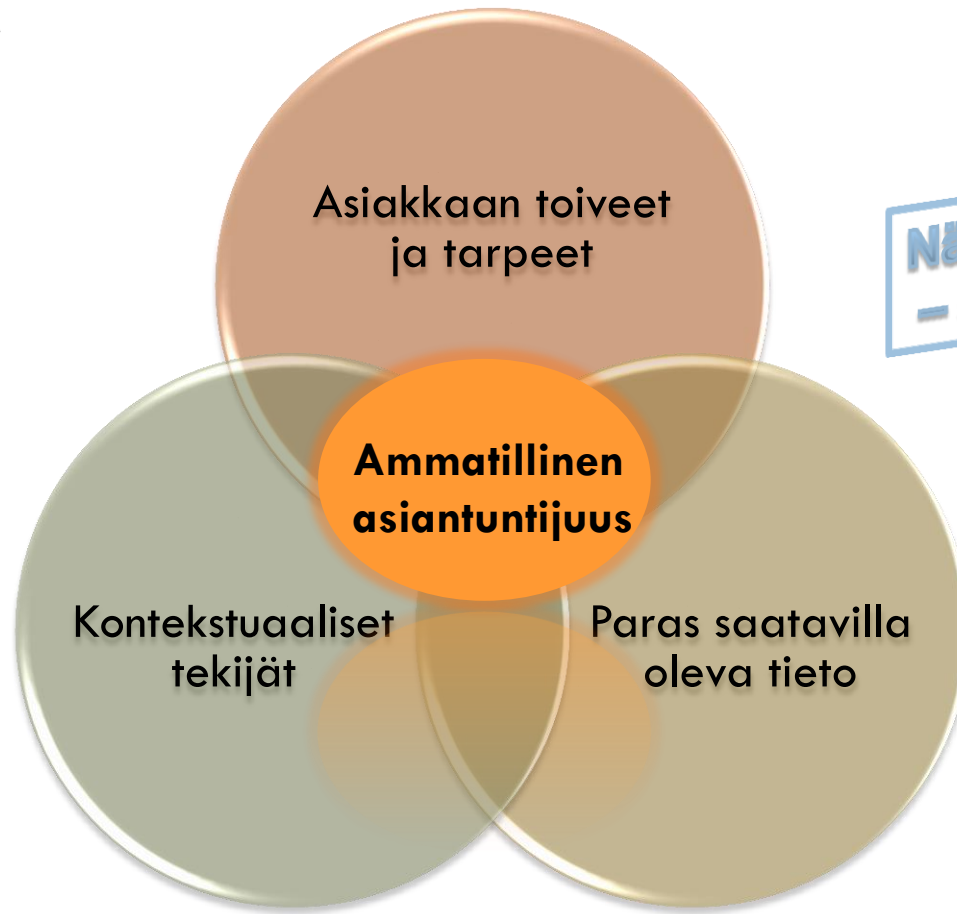 Asiakkaan toiveet
ja tarpeet
Ammatillinen
asiantuntijuus
Kontekstuaaliset
tekijät
Paras saatavilla
oleva tieto